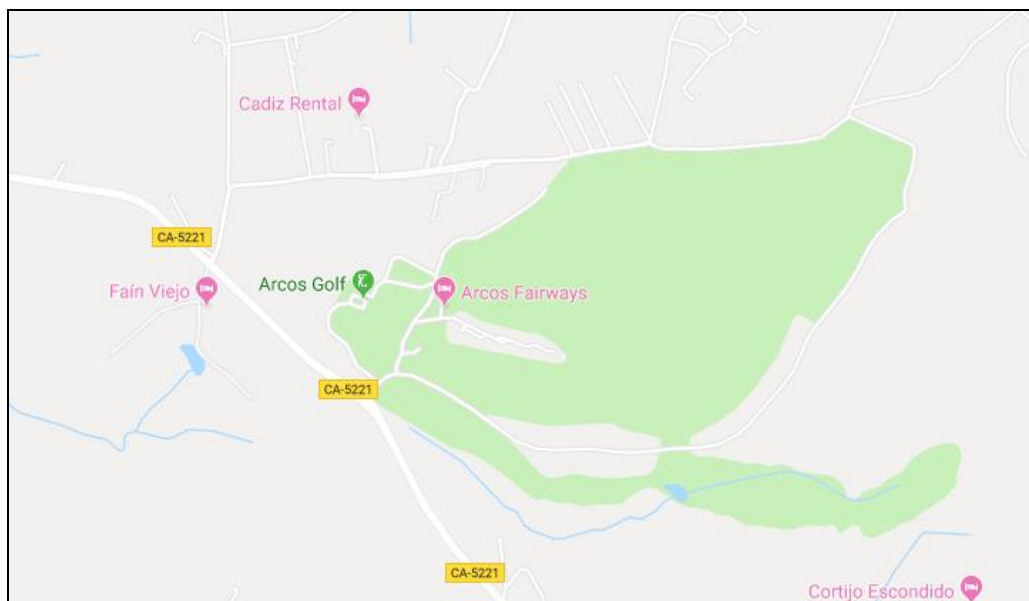 Cadiz Rental
CA-5221
Faín Viejo
Arcos Golf
Arcos Fairways
CA-5221
CA-5221
Cortijo Escondido